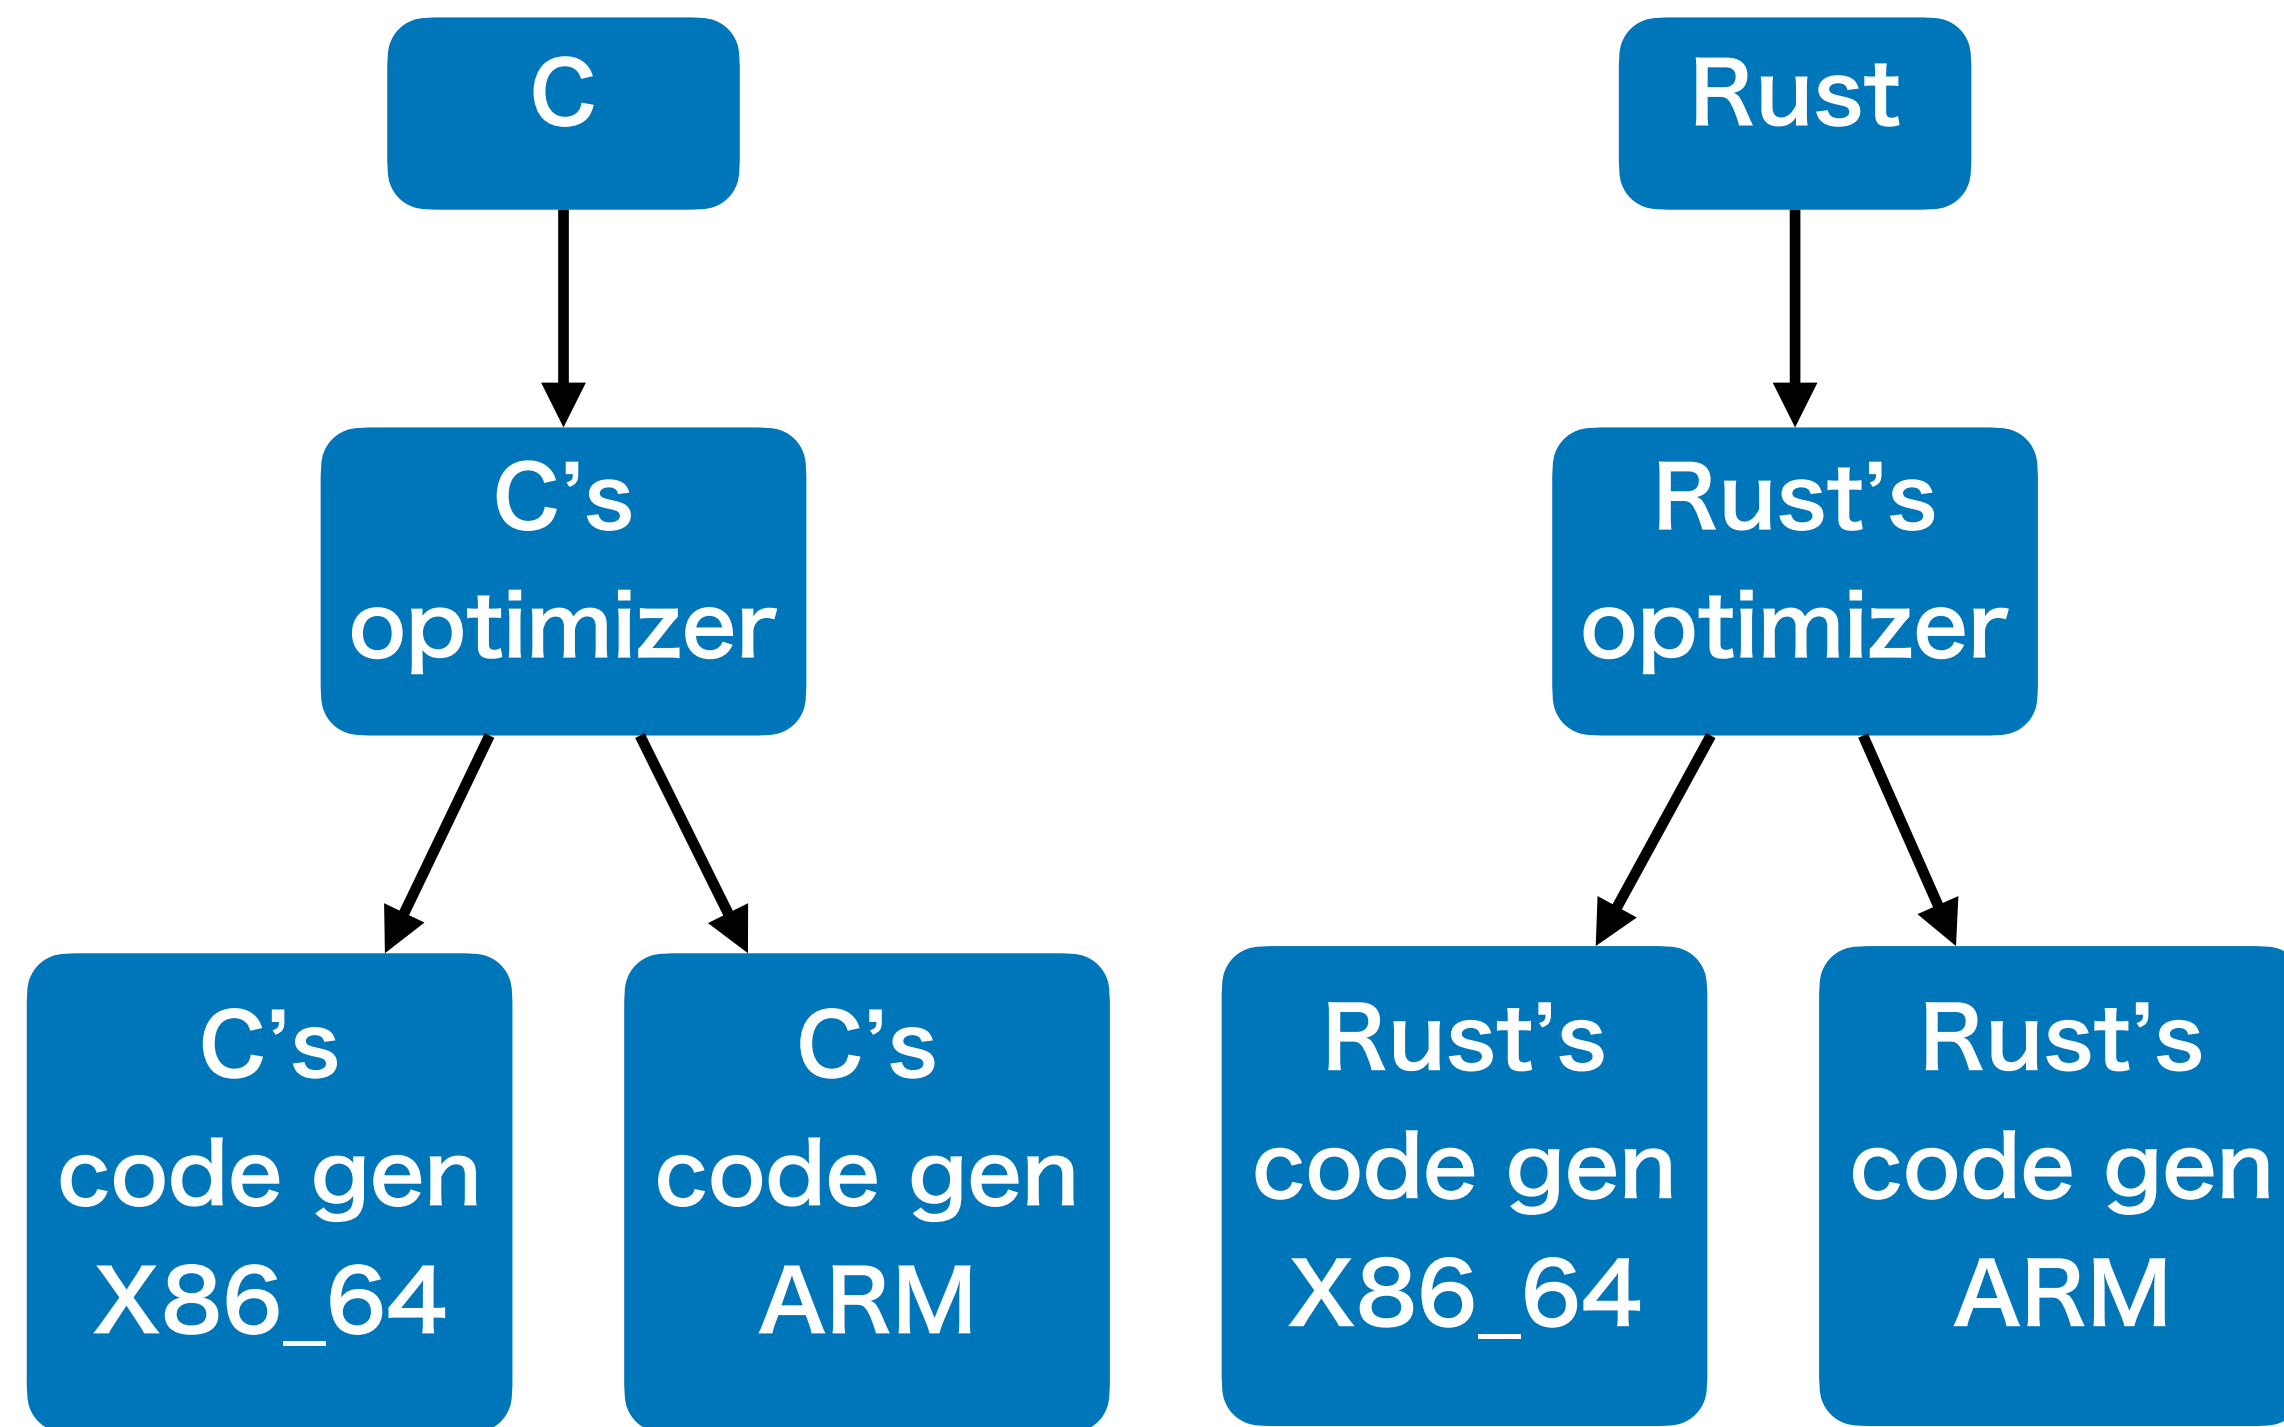 C
Rust
C’s
optimizer
Rust’s
optimizer
C’s
code gen
X86_64
C’s
code gen
ARM
Rust’s
code gen
X86_64
Rust’s
code gen
ARM